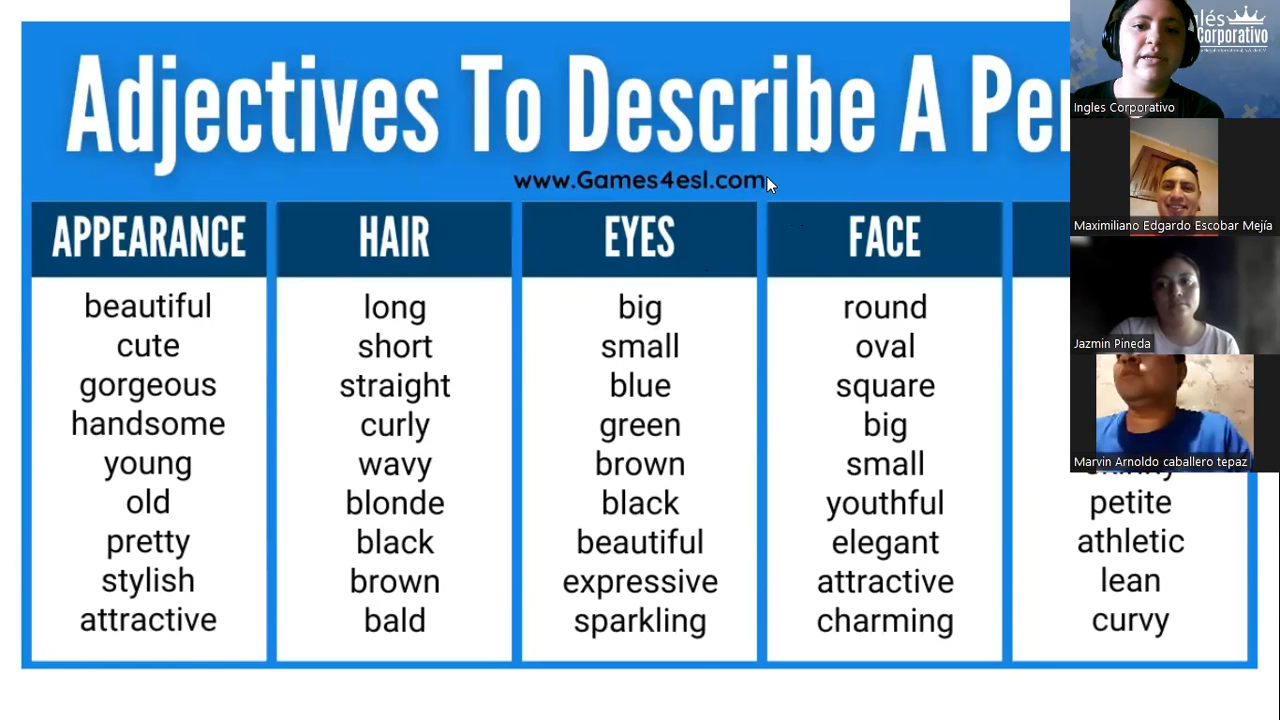 Adjectives To Describe A Pe
www.Games4esl.com
APPEARANCE
beautiful
cute
gorgeous
handsome
young
old
pretty
stylish
attractive
HAIR
long
short
straight
curly
wavy
blonde
black
brown
bald
EYES
big
small
blue
green
brown
black
beautiful
expressive
sparkling
FACE
round
oval
square
big
small
youthful
elegant
attractive
charming
petite
athletic
lean
curvy
lés
orporativo
Ingles Corporativo
Maximiliano Edgardo Escobar Mejía
Jazmin Pineda
Marvin Arnoldo caballero tepaz